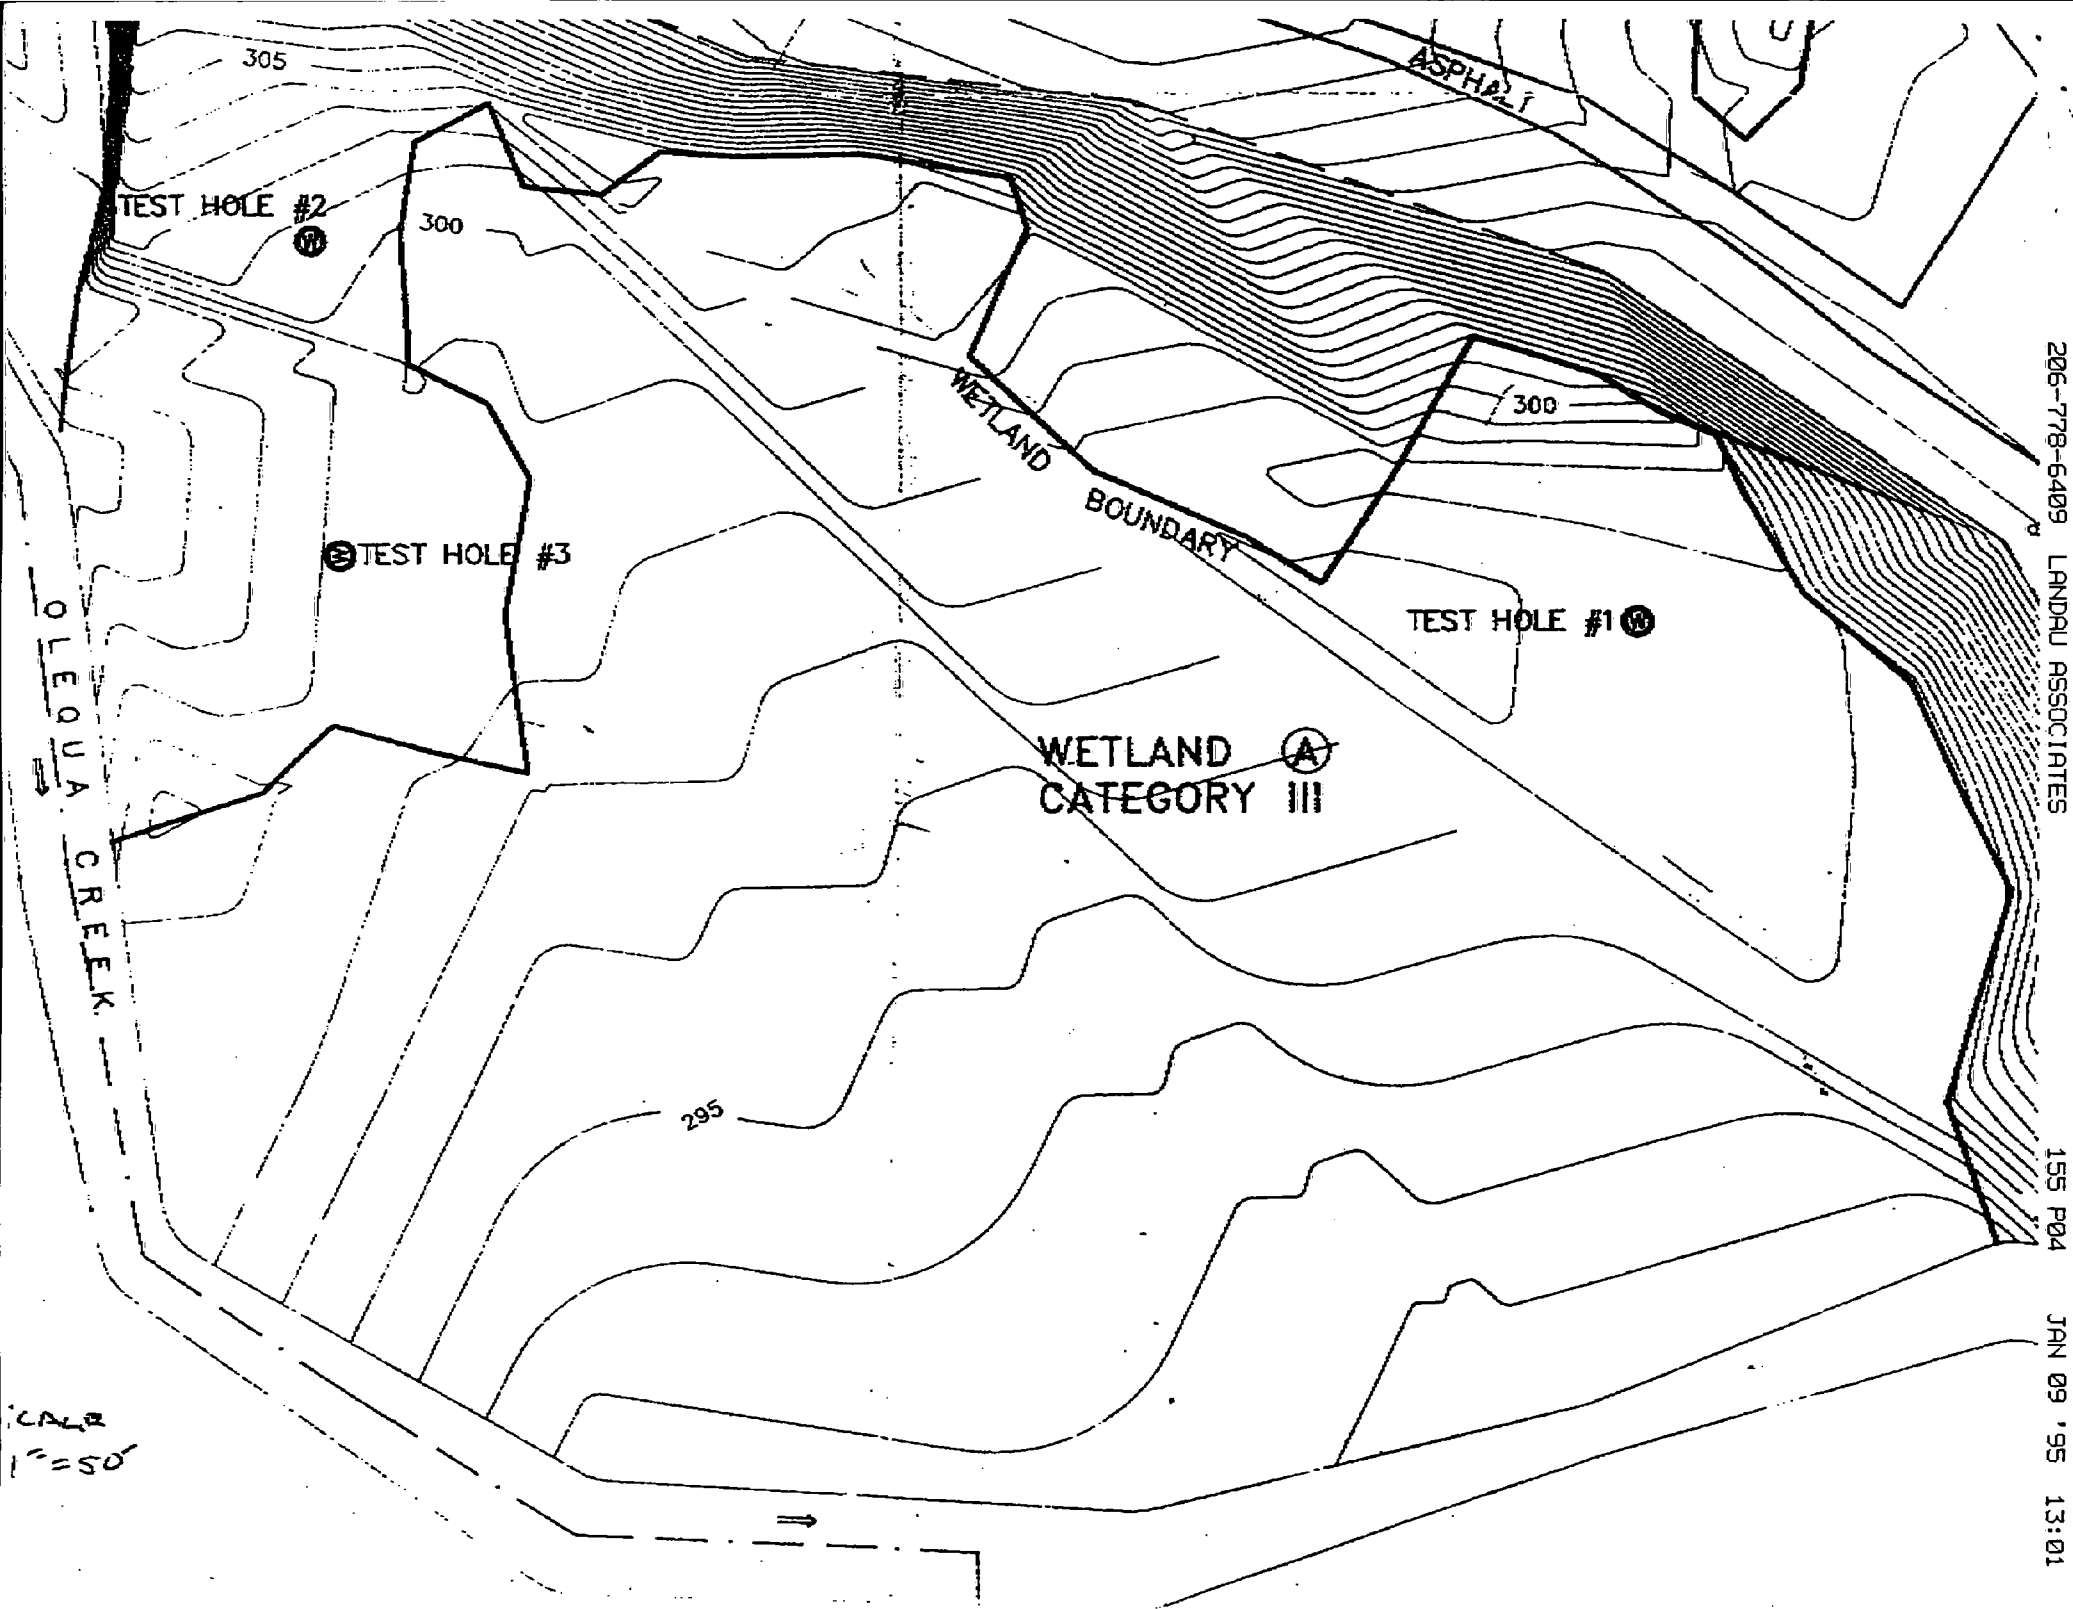 305
ASPHALT
TEST HOLE #2
W
300
WETLAND
BOUNDARY
300
W TEST HOLE #3
TEST HOLE #1 W
OLEQUA CREEK
WETLAND A
CATEGORY III
295
1"=50'
206-778-6409 LANDAU ASSOCIATES 155 P04 JAN 09 '95 13:01